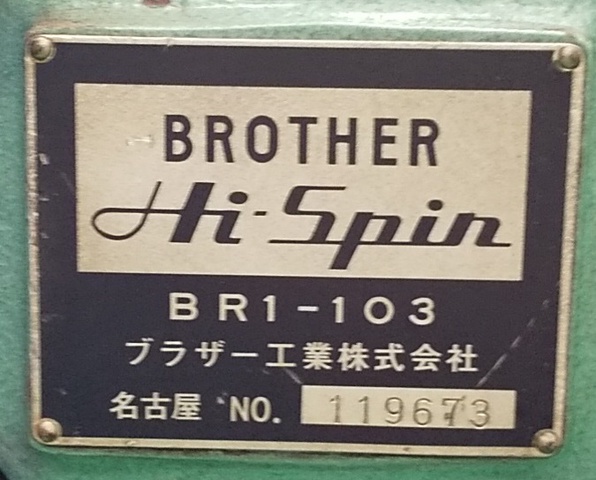 BROTHER
Hi-Spin
BR1-103
ブラザー工業株式会社
名古屋 NO. 119673